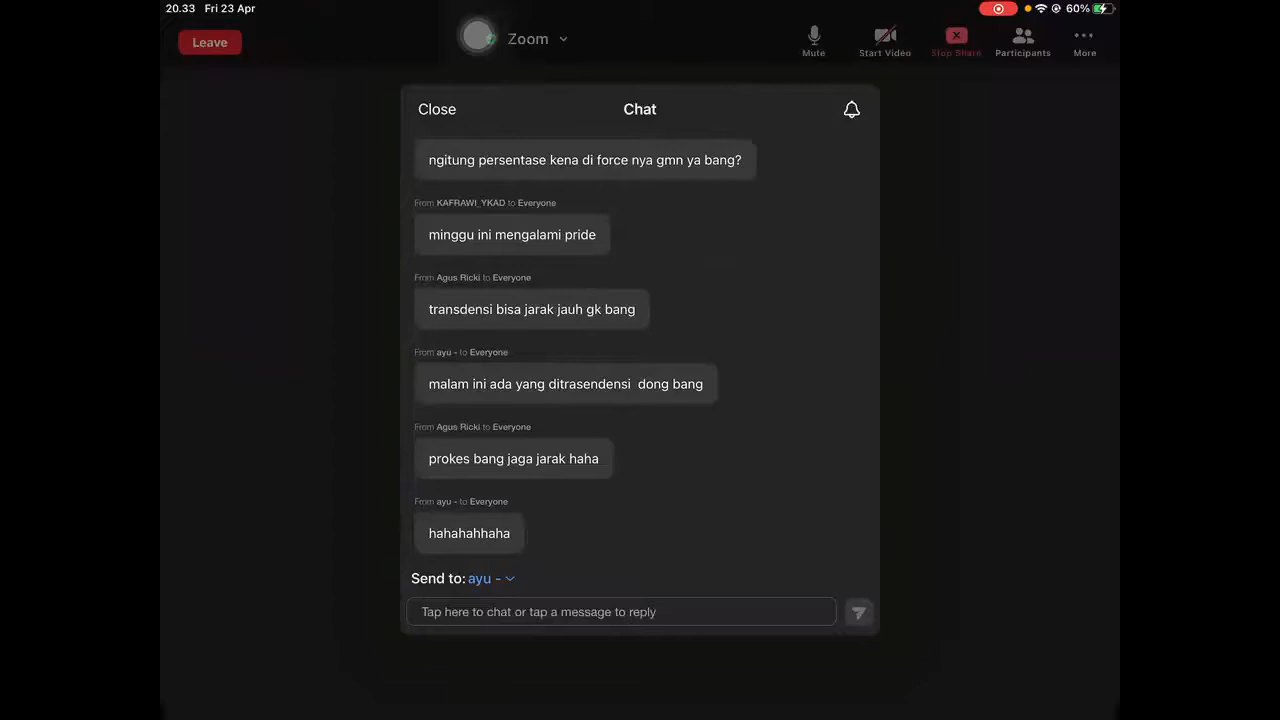 20.33 Fri 23 Apr
60%
Leave
Zoom
Mute
Start Video
Stop Share
Participants
More
Close
Chat
ngitung persentase kena di force nya gmn ya bang?
From KAFRAWI_YKAD to Everyone
minggu ini mengalami pride
From Agus Ricki to Everyone
transdensi bisa jarak jauh gk bang
From ayu - to Everyone
malam ini ada yang ditrasendensi dong bang
From Agus Ricki to Everyone
prokes bang jaga jarak haha
From ayu - to Everyone
hahahahhaha
Send to: ayu -
Tap here to chat or tap a message to reply